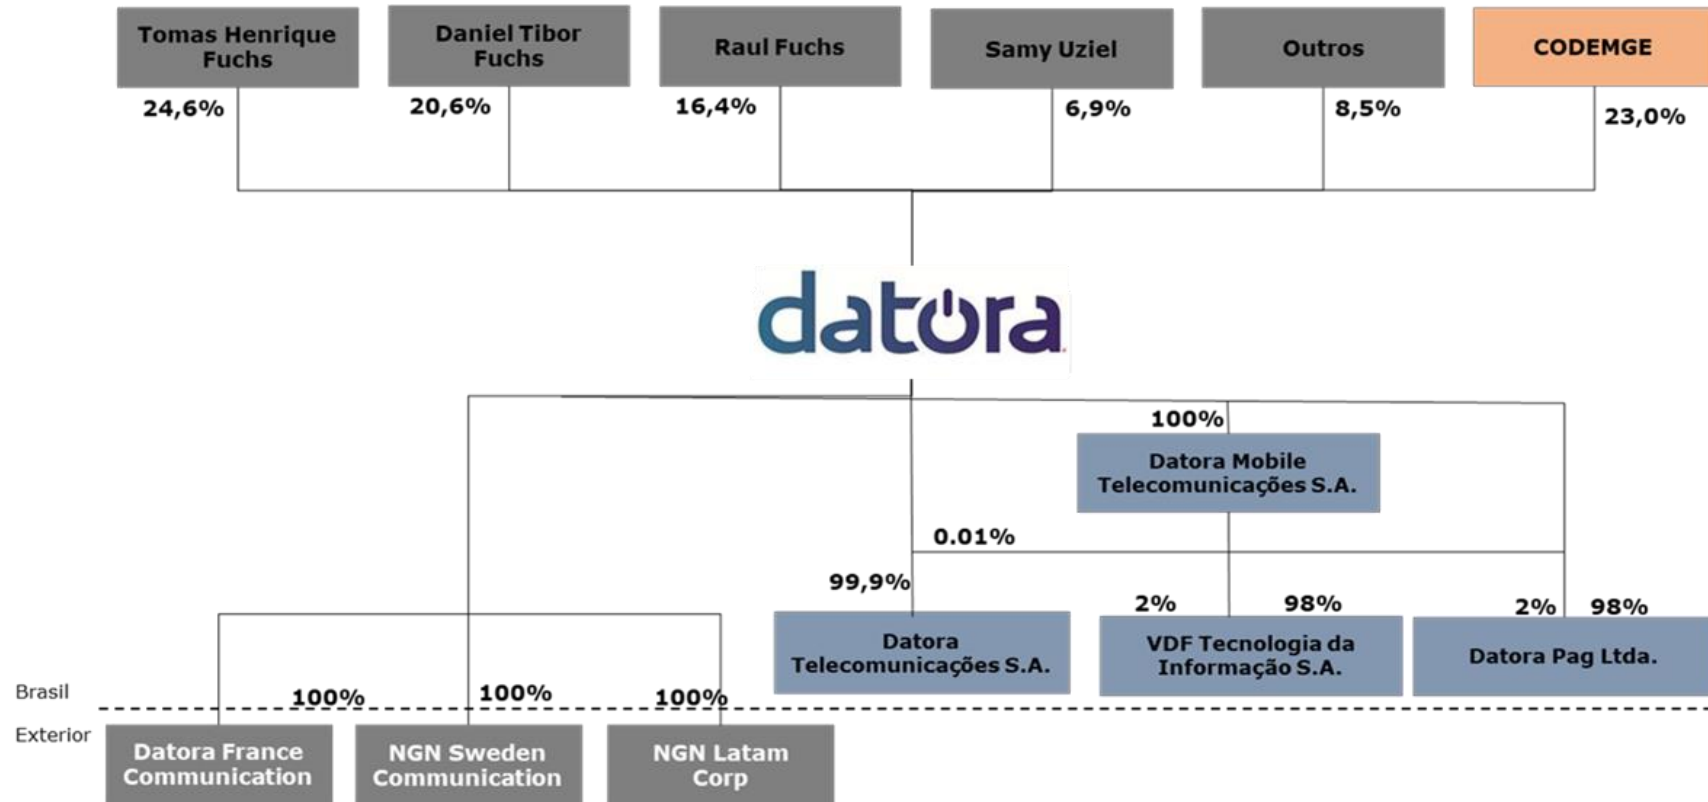 Tomas Henrique
Fuchs
Daniel Tibor
Fuchs
Raul Fuchs
Samy Uziel
Outros
CODEMGE
24,6%
20,6%
16,4%
6,9%
8,5%
23,0%
datora
100%
Datora Mobile
Telecomunicações S.A.
0.01%
99,9%
2%
98%
2%
98%
Datora
Telecomunicações S.A.
VDF Tecnologia da
Informação S.A.
Datora Pag Ltda.
Brasil
100%
100%
100%
Exterior
Datora France
Communication
NGN Sweden
Communication
NGN Latam
Corp